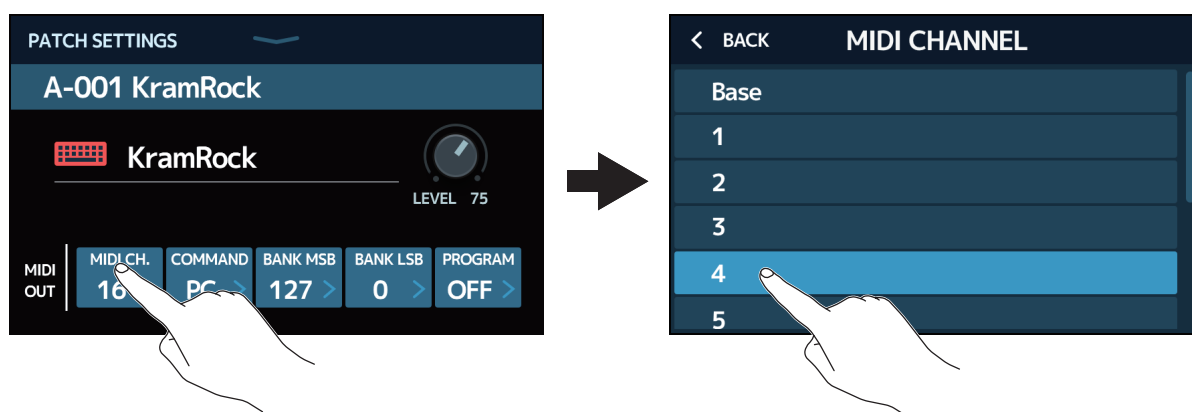 PATCH SETTINGS
A-001 KramRock
KramRock
LEVEL 75
MIDI OUT
MIDI CH. COMMAND BANK MSB BANK LSB PROGRAM
16 PC > 127 > 0 > OFF >
< BACK MIDI CHANNEL
Base
1
2
3
4
5